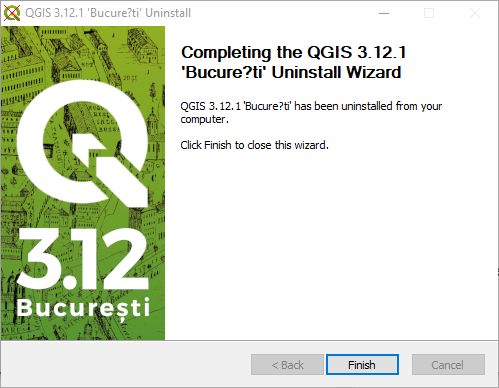 QGIS 3.12.1 'Bucure?ti' Uninstall
Completing the QGIS 3.12.1
'Bucure?ti' Uninstall Wizard
QGIS 3.12.1 'Bucure?ti' has been uninstalled from your
computer.
Click Finish to close this wizard.
3.12
București
< Back
Finish
Cancel